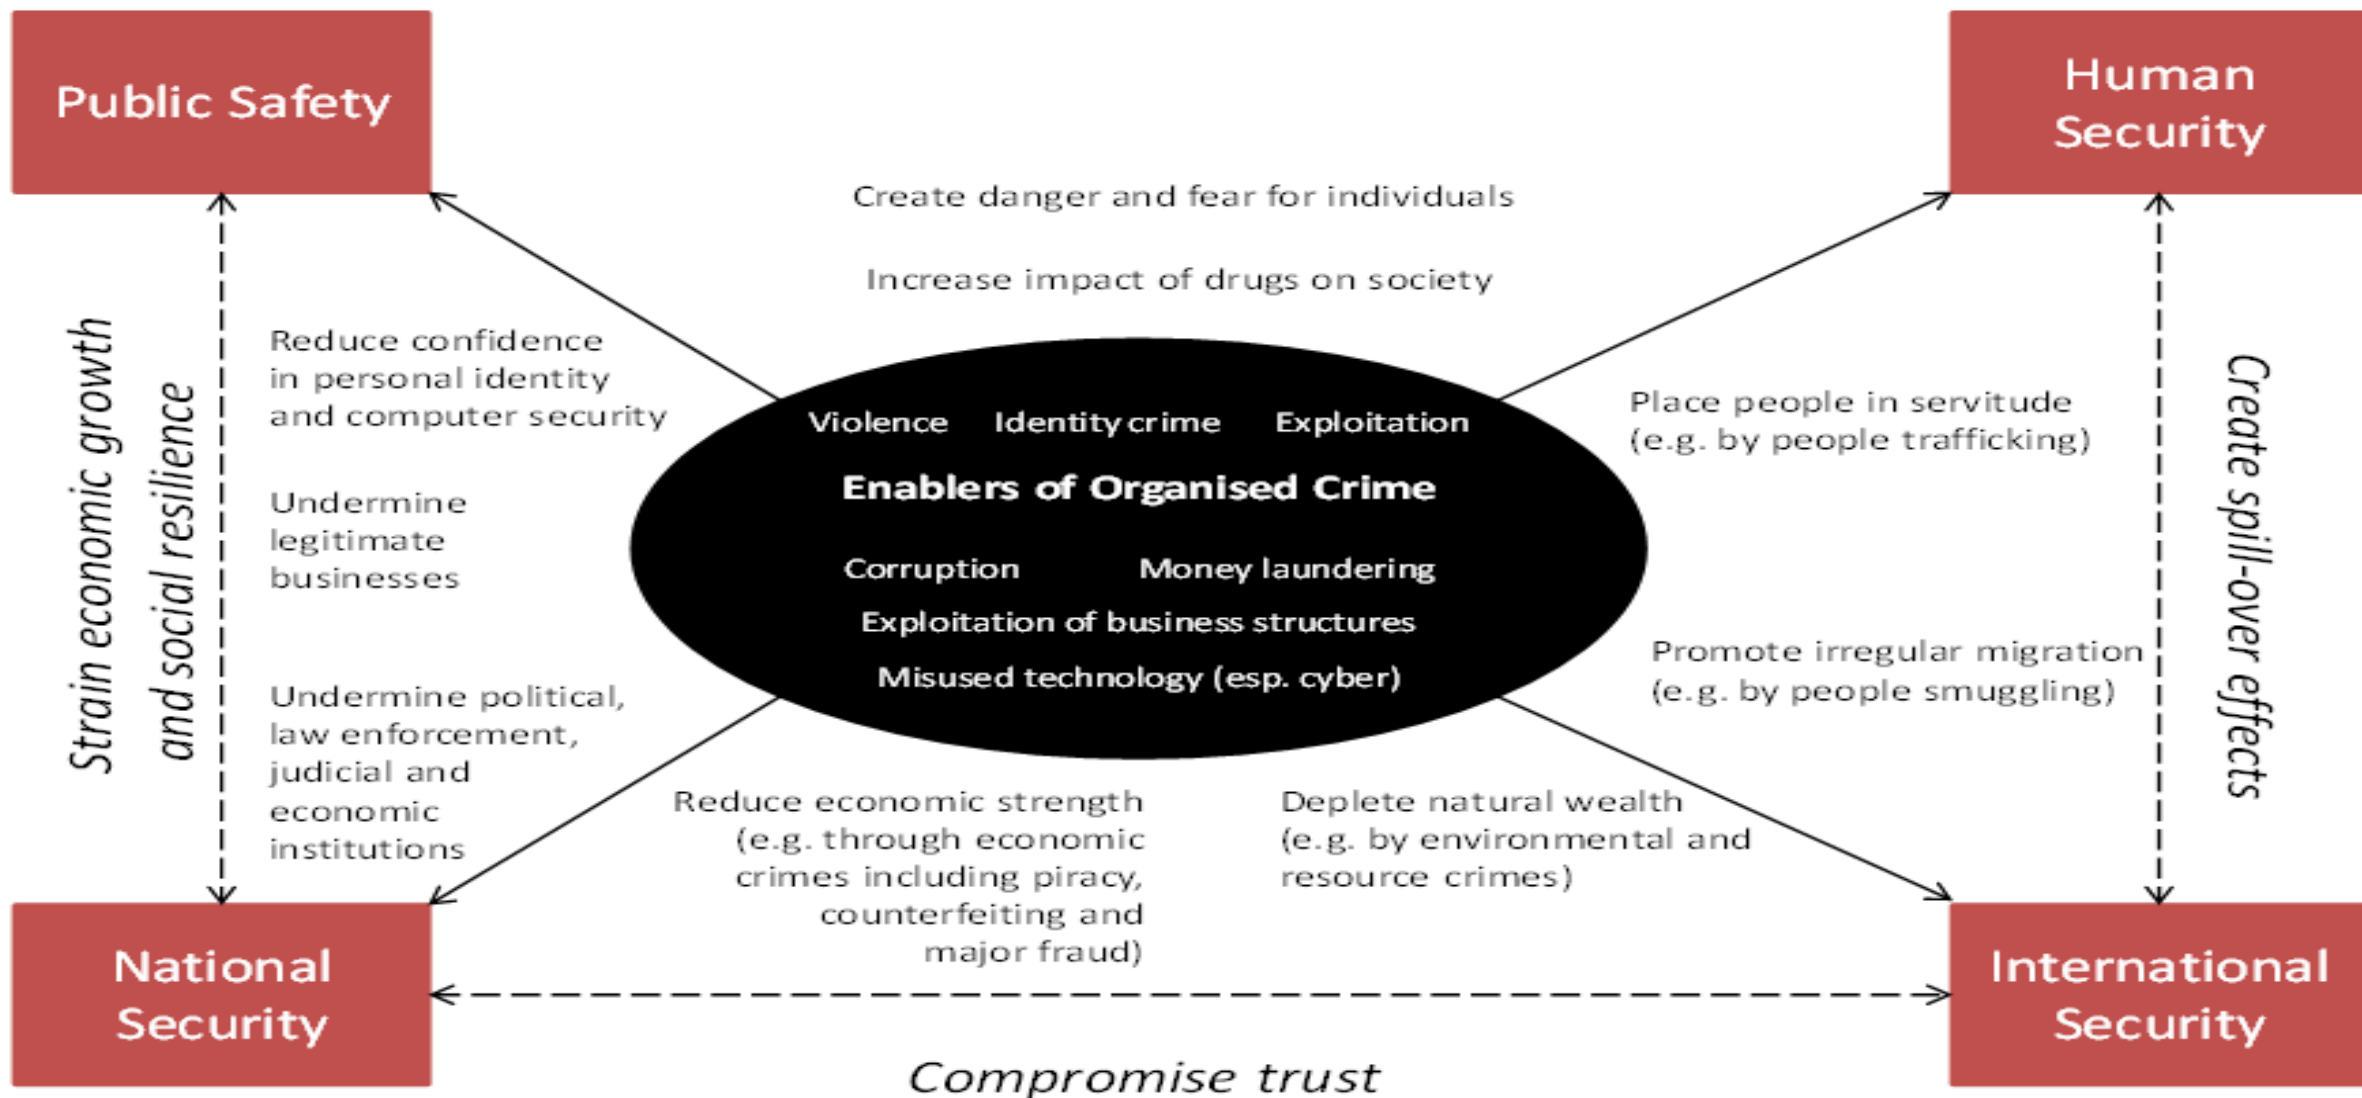 Public Safety
Human
Security
Create danger and fear for individuals
Increase impact of drugs on society
Strain economic growth
and social resilience
Reduce confidence
in personal identity
and computer security
Undermine
legitimate
businesses
Undermine political,
law enforcement,
judicial and
economic
institutions
Violence Identity crime Exploitation
Enablers of Organised Crime
Corruption Money laundering
Exploitation of business structures
Misused technology (esp. cyber)
Place people in servitude
(e.g. by people trafficking)
Promote irregular migration
(e.g. by people smuggling)
Create spill-over effects
Reduce economic strength
(e.g. through economic
crimes including piracy,
counterfeiting and
major fraud)
Deplete natural wealth
(e.g. by environmental and
resource crimes)
National
Security
International
Security
Compromise trust